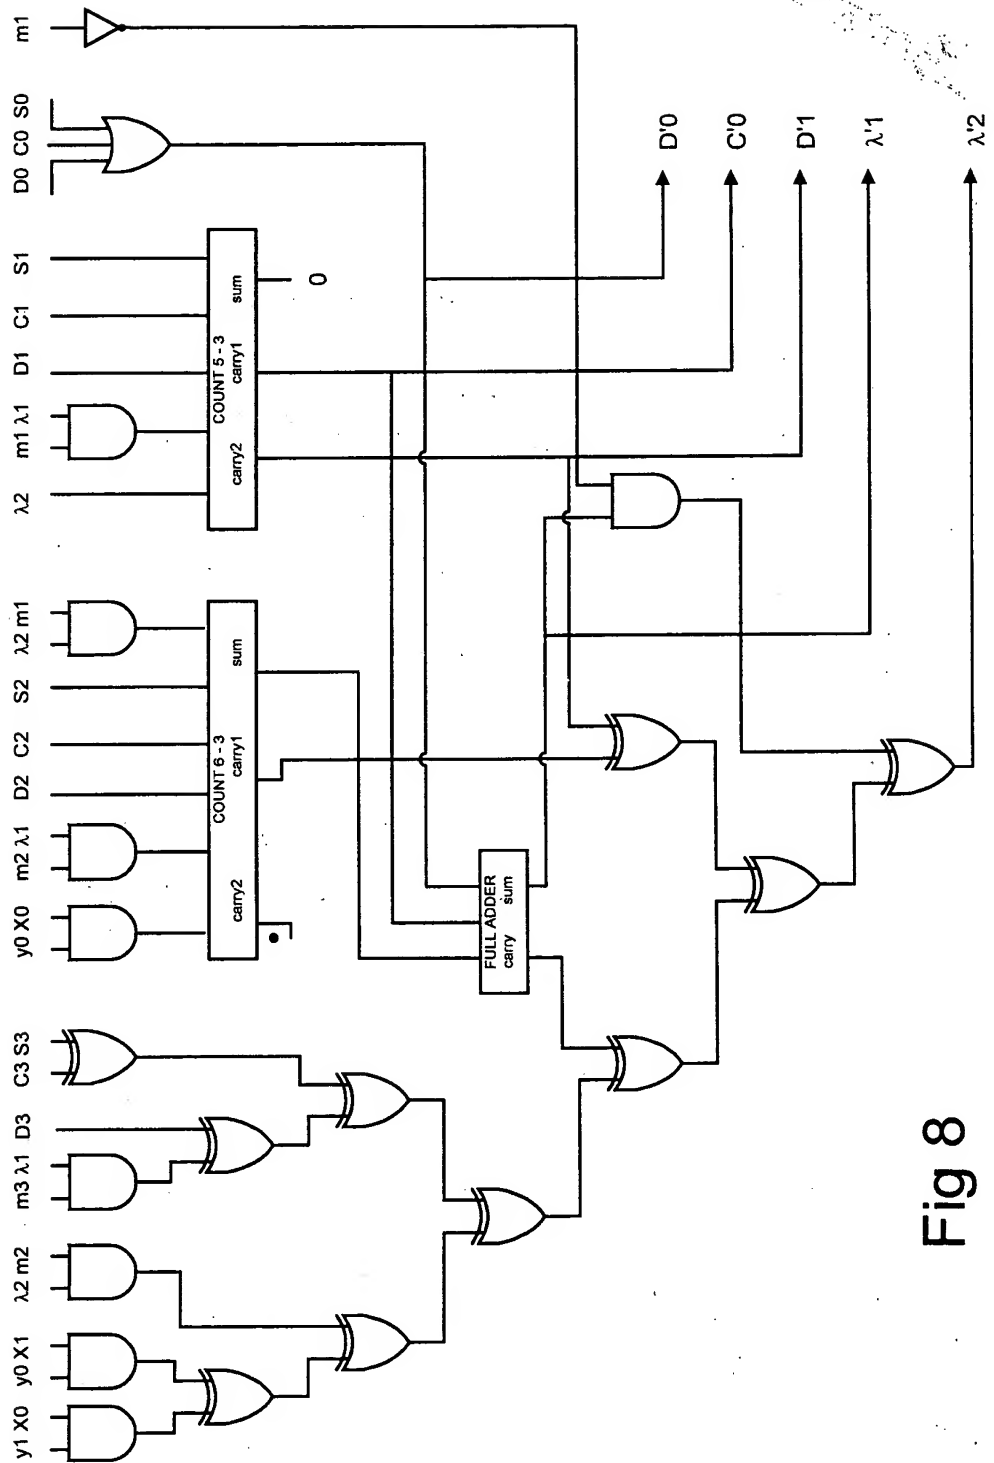 y1 X0
y0 X1
λ2 m2
m3 λ1
D3
C3 S3
y0 X0
m2 λ1
D2
C2
S2
λ2 m1
λ2
m1 λ1
D1
C1
S1
D0 C0 S0
m1
COUNT 6 - 3
carry2
carry1
sum
COUNT 5 - 3
carry2
carry1
sum
0
FULL ADDER
carry
sum
D'0
C'0
D'1
λ'1
λ'2
Fig 8